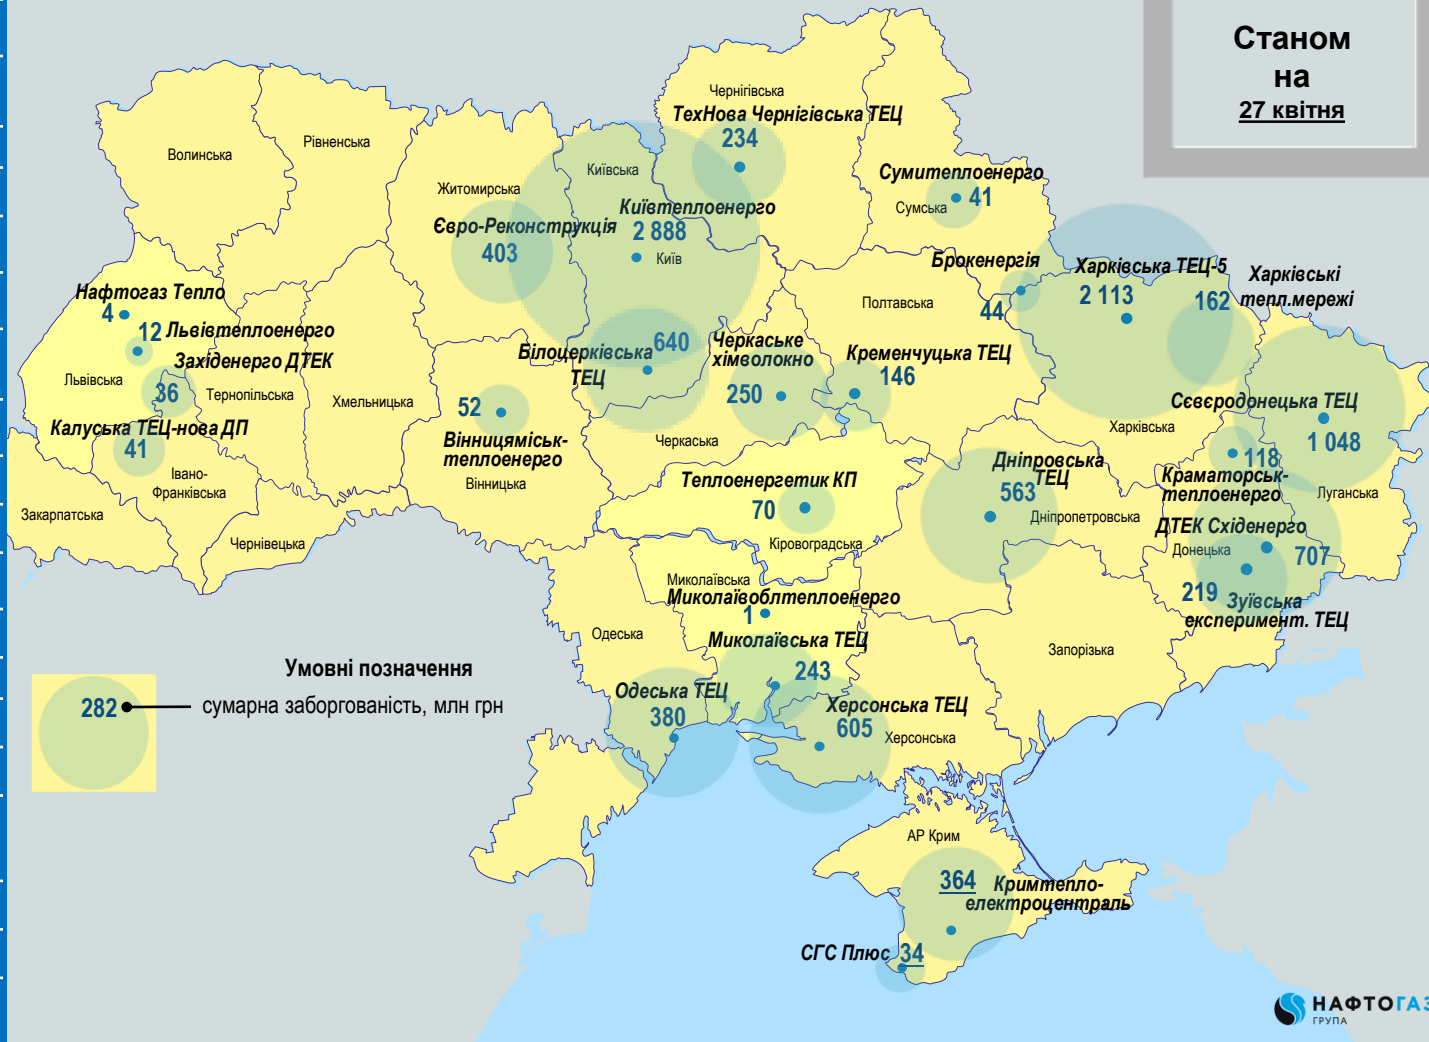 Станом
на
27 квітня
Чернігівська
ТехНова Чернігівська ТЕЦ
234
Рівненська
Волинська
Київська
Житомирська
Сумитеплоенерго
41
Сумська
Київтеплоенерго
2 888
Київ
Євро-Реконструкція
403
Брокенергія
44
Харківська ТЕЦ-5
2 113
162
Харківські
тепл.мережі
Полтавська
Нафтогаз Тепло
4
12
Львівтеплоенерго
Західенерго ДТЕК
36
Львівська
Тернопільська
Хмельницька
Білоцерківська
ТЕЦ
640
Черкаське
хімволокно
250
Кременчуцька ТЕЦ
146
Сєвєродонецька ТЕЦ
1 048
Калуська ТЕЦ-нова ДП
41
52
Вінницяміськ-
теплоенерго
Вінницька
Черкаська
Харківська
118
Краматорськ-
теплоенерго
Луганська
Івано-
Франківська
Закарпатська
Чернівецька
Теплоенергетик КП
70
Кіровоградська
Дніпровська
ТЕЦ
563
Дніпропетровська
ДТЕК Східенерго
Донецька
707
219
Зуївська
експеримент. ТЕЦ
Миколаївська
Миколаївоблтеплоенерго
1
Миколаївська ТЕЦ
243
Одеська
Запорізька
Умовні позначення
282
сумарна заборгованість, млн грн
Одеська ТЕЦ
380
Херсонська ТЕЦ
605
Херсонська
АР Крим
364
Кримтепло-
електроцентраль
СГС Плюс
34
НАФТОГАЗ
ГРУПА